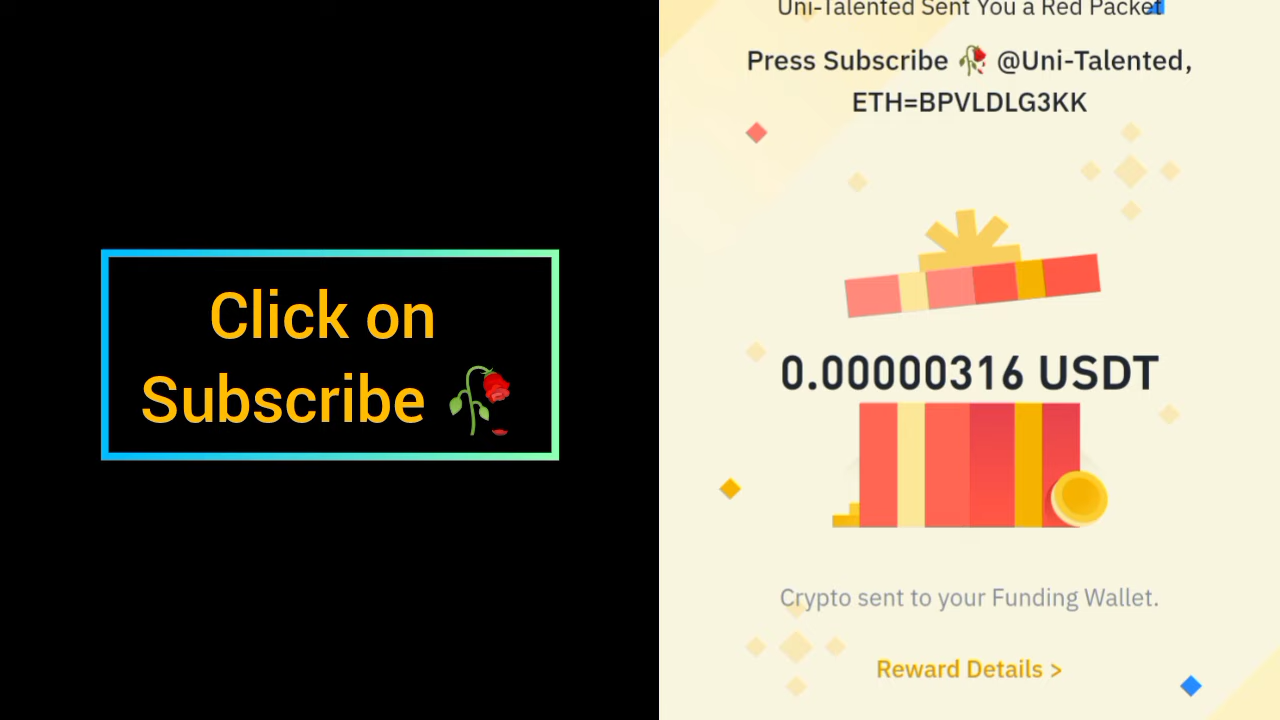 Click on
Subscribe 🥀
Uni-Talented Sent You a Red Packet
Press Subscribe 🥀 @Uni-Talented,
ETH=BPVLDLG3KK
0.00000316 USDT
Crypto sent to your Funding Wallet.
Reward Details >